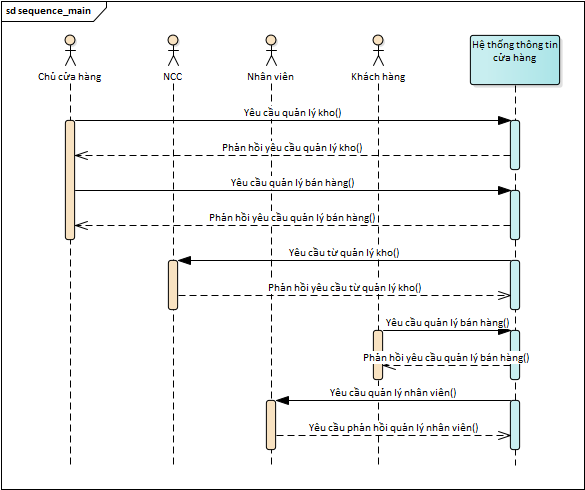 sd sequence_main
Chủ cửa hàng
NCC
Nhân viên
Khách hàng
Hệ thống thông tin
cửa hàng
Yêu cầu quản lý kho()
Phản hồi yêu cầu quản lý kho()
Yêu cầu quản lý bán hàng()
Phản hồi yêu cầu quản lý bán hàng()
Yêu cầu từ quản lý kho()
Phản hồi yêu cầu từ quản lý kho()
Yêu cầu quản lý bán hàng()
Phản hồi yêu cầu quản lý bán hàng()
Yêu cầu quản lý nhân viên()
Yêu cầu phản hồi quản lý nhân viên()